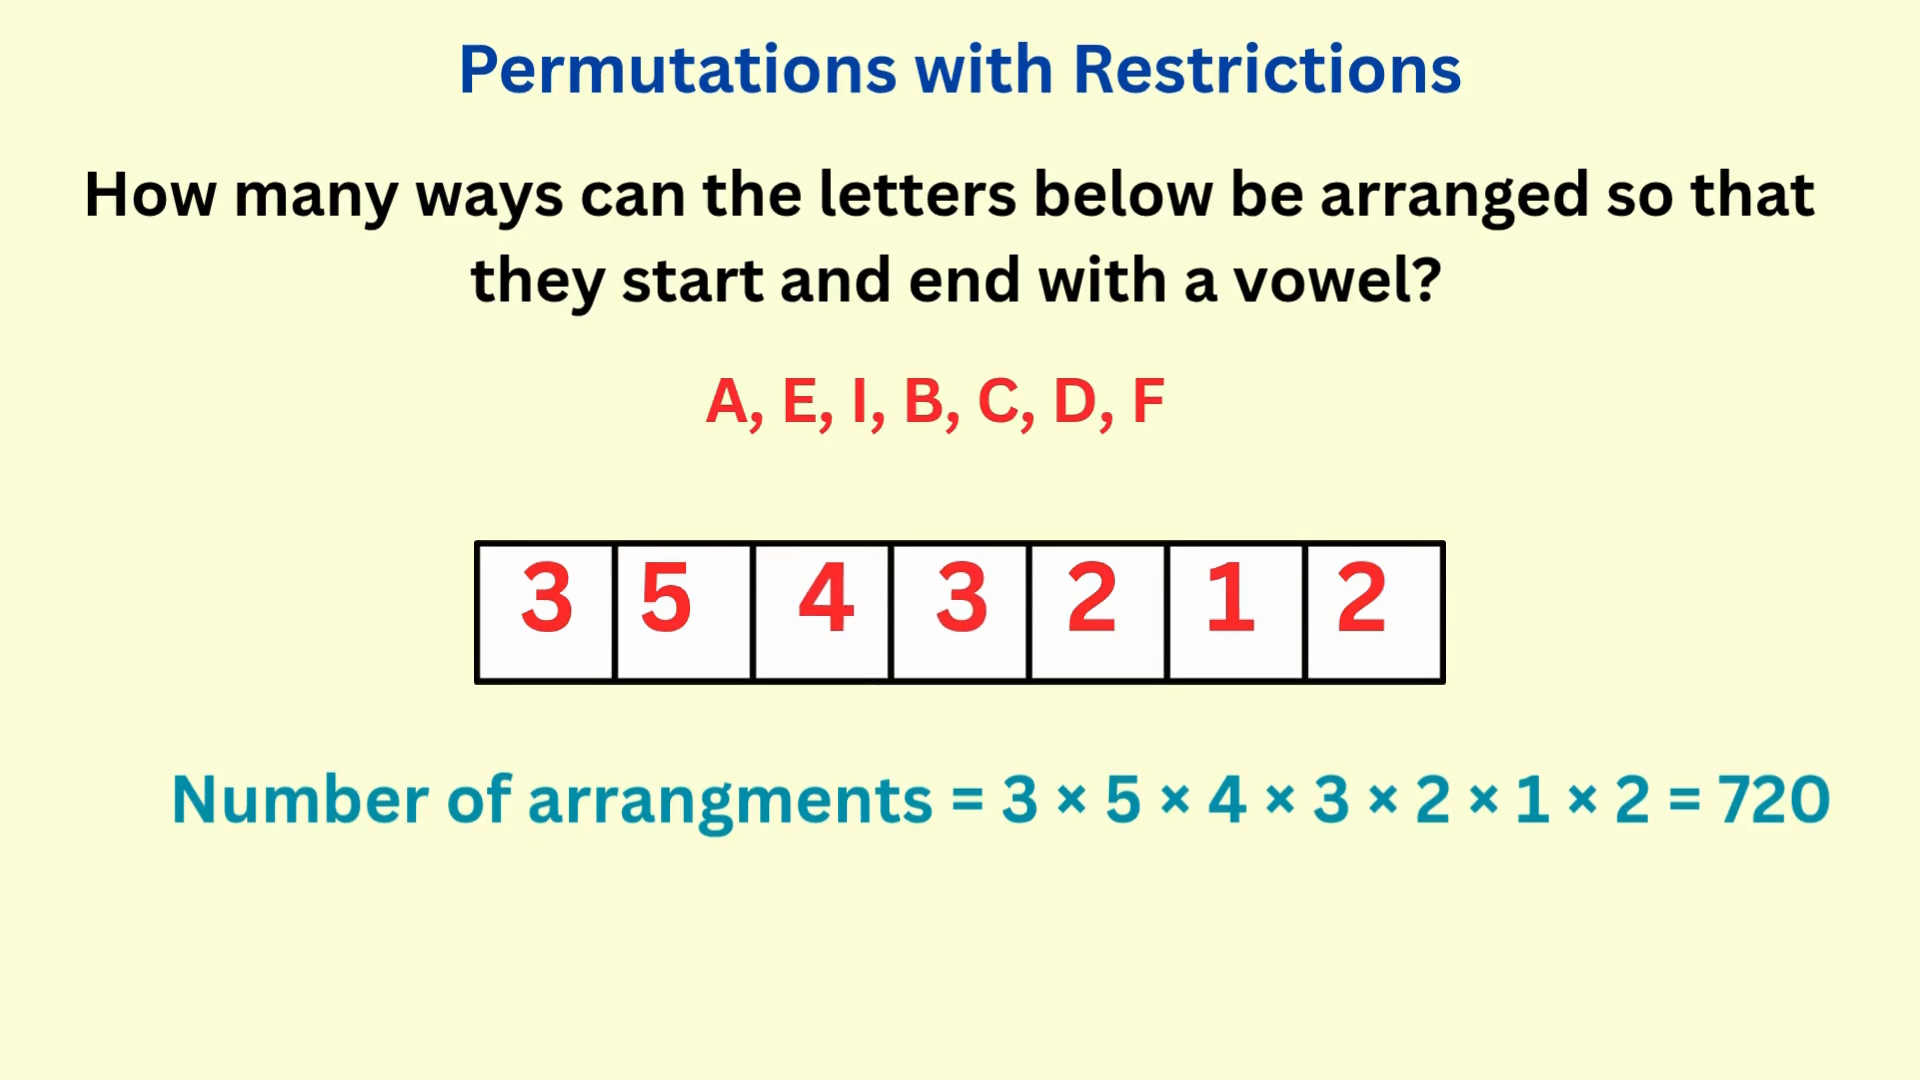 Permutations with Restrictions
How many ways can the letters below be arranged so that
they start and end with a vowel?
A, E, I, B, C, D, F
3 5 4 3 2 1 2
Number of arrangments = 3 × 5 × 4 × 3 × 2 × 1 × 2 = 720